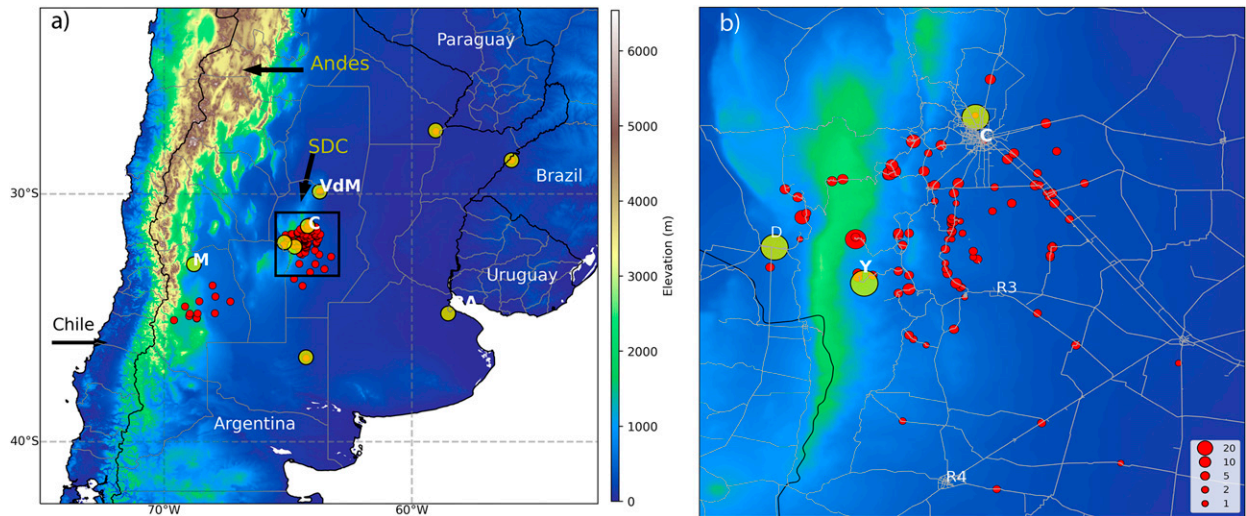 a)
Paraguay
Andes
SDC
VdM
Brazil
30°S
C
M
Uruguay
BA
Chile
Argentina
40°S
70°W
60°W
6000
5000
4000
3000
2000
1000
0
Elevation (m)
b)
C
D
Y
R3
R4
20
10
5
2
1